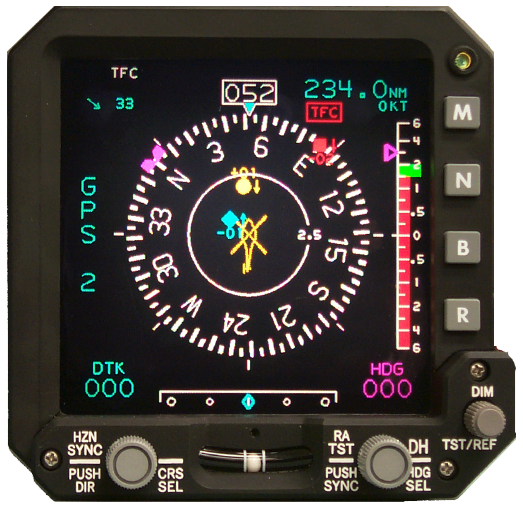 TFC
052
234.0NM
33
0KT
TFC
M
6
4
2
1
.5
0
.5
1
2
4
6
N
B
R
GPS
2
3
6
E
12
15
S
21
24
W
30
33
N
+01
-01
2.5
DTK
000
HDG
000
DIM
TST/REF
HZN
SYNC
PUSH
DIR
CRS
SEL
RA
TST
PUSH
SYNC
DH
HDG
SEL